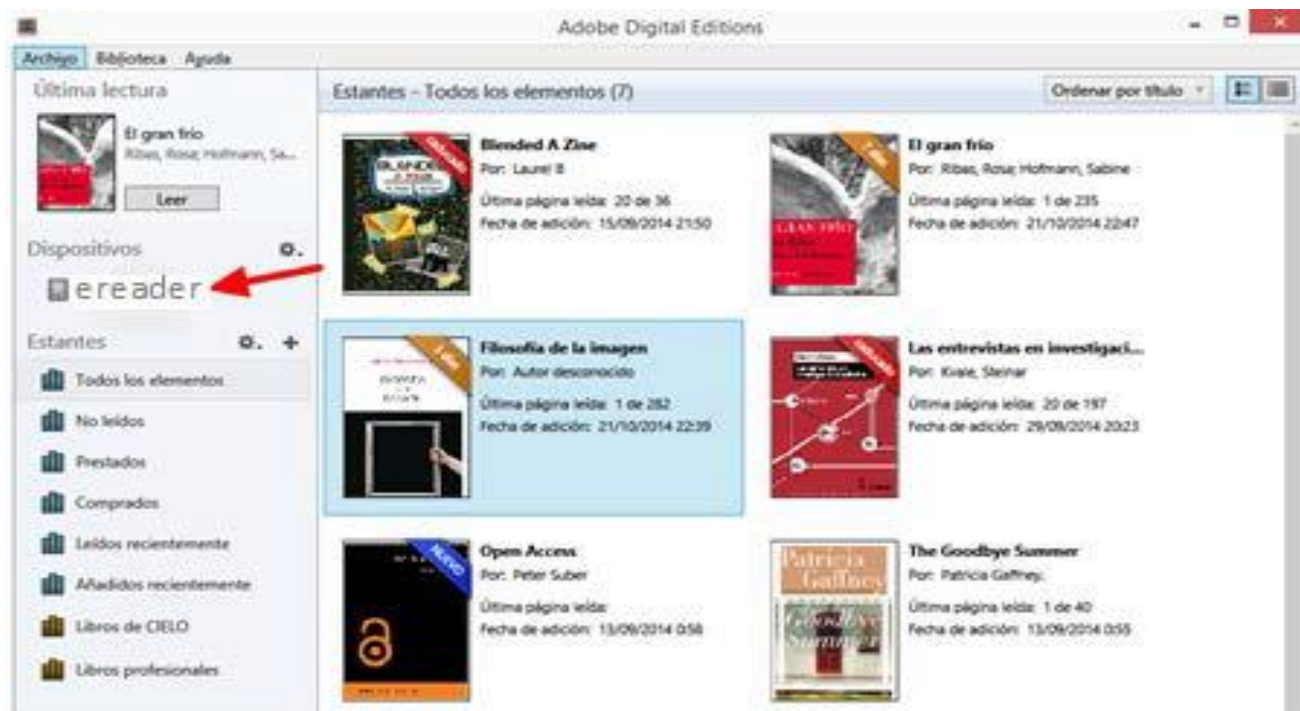 Adobe Digital Editions
Archivo Biblioteca Ayuda
Última lectura
El gran frío
Ribas, Rosa; Hofmann, Sa...
Leer
Dispositivos
ereader
Estantes
Todos los elementos
No leídos
Prestados
Comprados
Leídos recientemente
Añadidos recientemente
Libros de CIELO
Libros profesionales
Estantes - Todos los elementos (7)
Ordenar por título
caducado
Blended A Zine
Por: Laurel B
Última página leída: 20 de 36
Fecha de adición: 15/09/2014 21:50
GRAN FRÍO
El gran frío
Por: Ribas, Rosa; Hofmann, Sabine
Última página leída: 1 de 235
Fecha de adición: 21/10/2014 22:47
Filosofía de la imagen
Por: Autor desconocido
Última página leída: 1 de 282
Fecha de adición: 21/10/2014 22:39
caducado
Las entrevistas en investigaci...
Por: Kvale, Steinar
Última página leída: 20 de 197
Fecha de adición: 29/09/2014 20:23
NUEVO
Open Access
Por: Peter Suber
Última página leída:
Fecha de adición: 13/09/2014 0:58
Patricia
Gaffney
Goodbye
Summer
The Goodbye Summer
Por: Patricia Gaffney.
Última página leída: 1 de 40
Fecha de adición: 13/09/2014 0:55